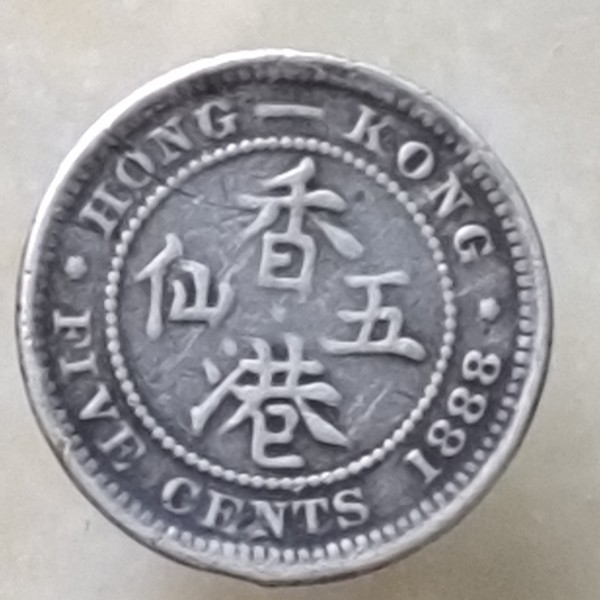 HONG — KONG
FIVE CENTS 1888
香
仙 五
港